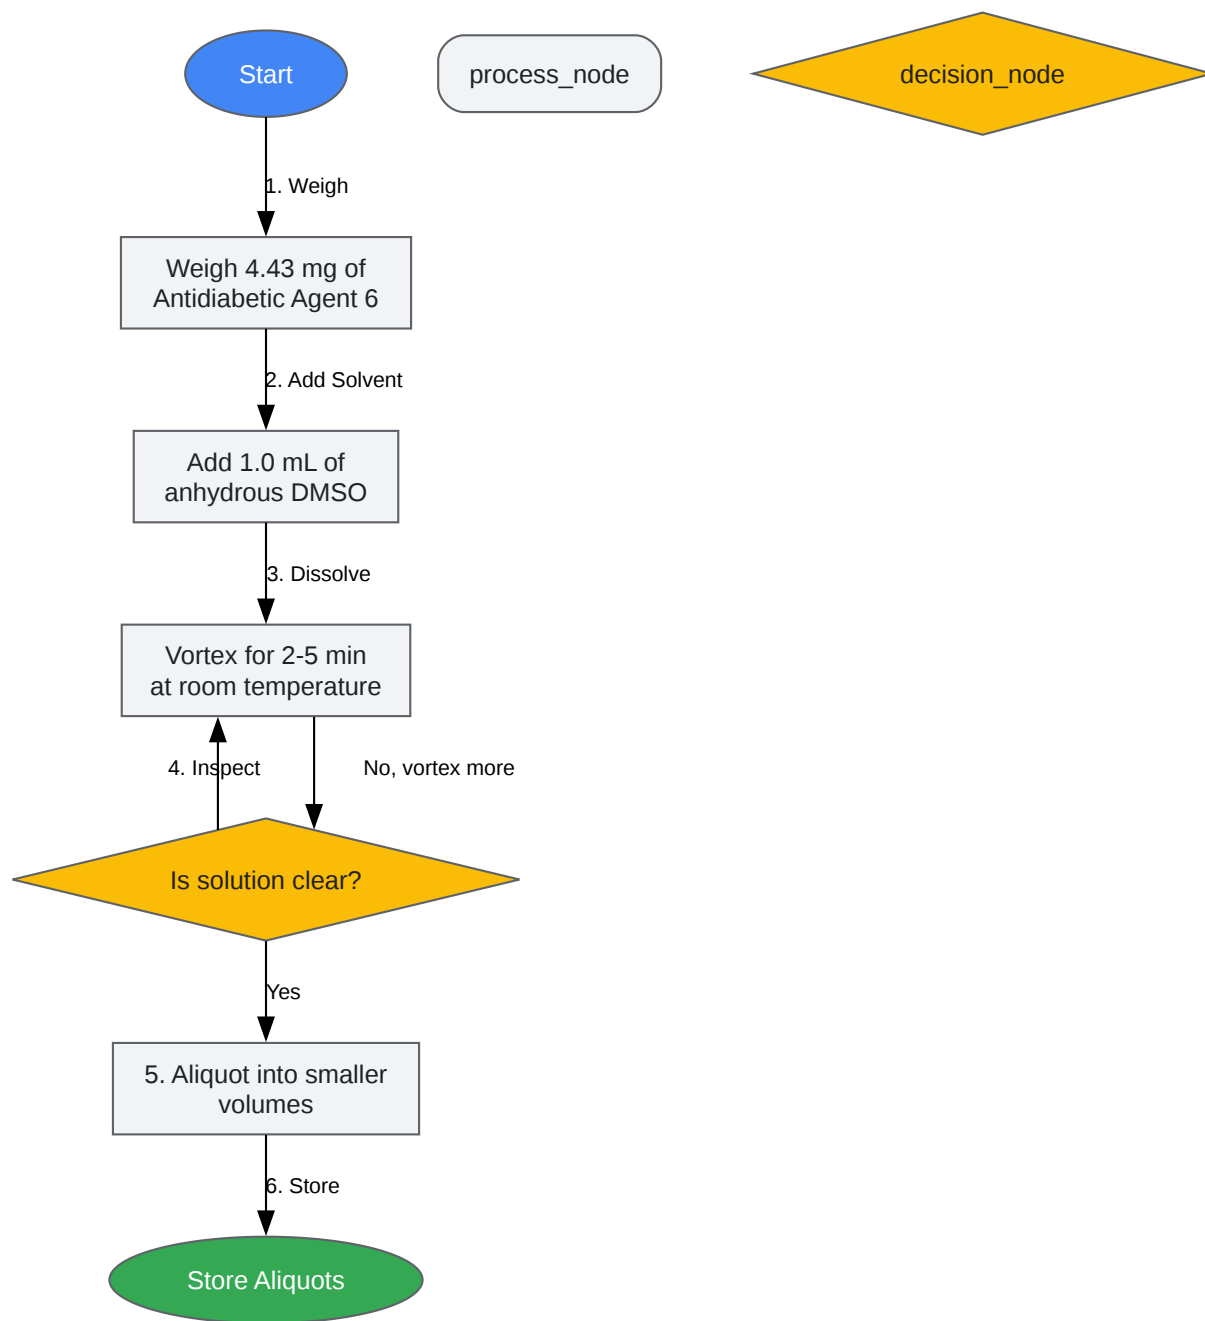 Start
process_node
decision_node
1. Weigh
Weigh 4.43 mg of
Antidiabetic Agent 6
2. Add Solvent
Add 1.0 mL of
anhydrous DMSO
3. Dissolve
Vortex for 2-5 min
at room temperature
4. Inspect
No, vortex more
Is solution clear?
Yes
5. Aliquot into smaller
volumes
6. Store
Store Aliquots